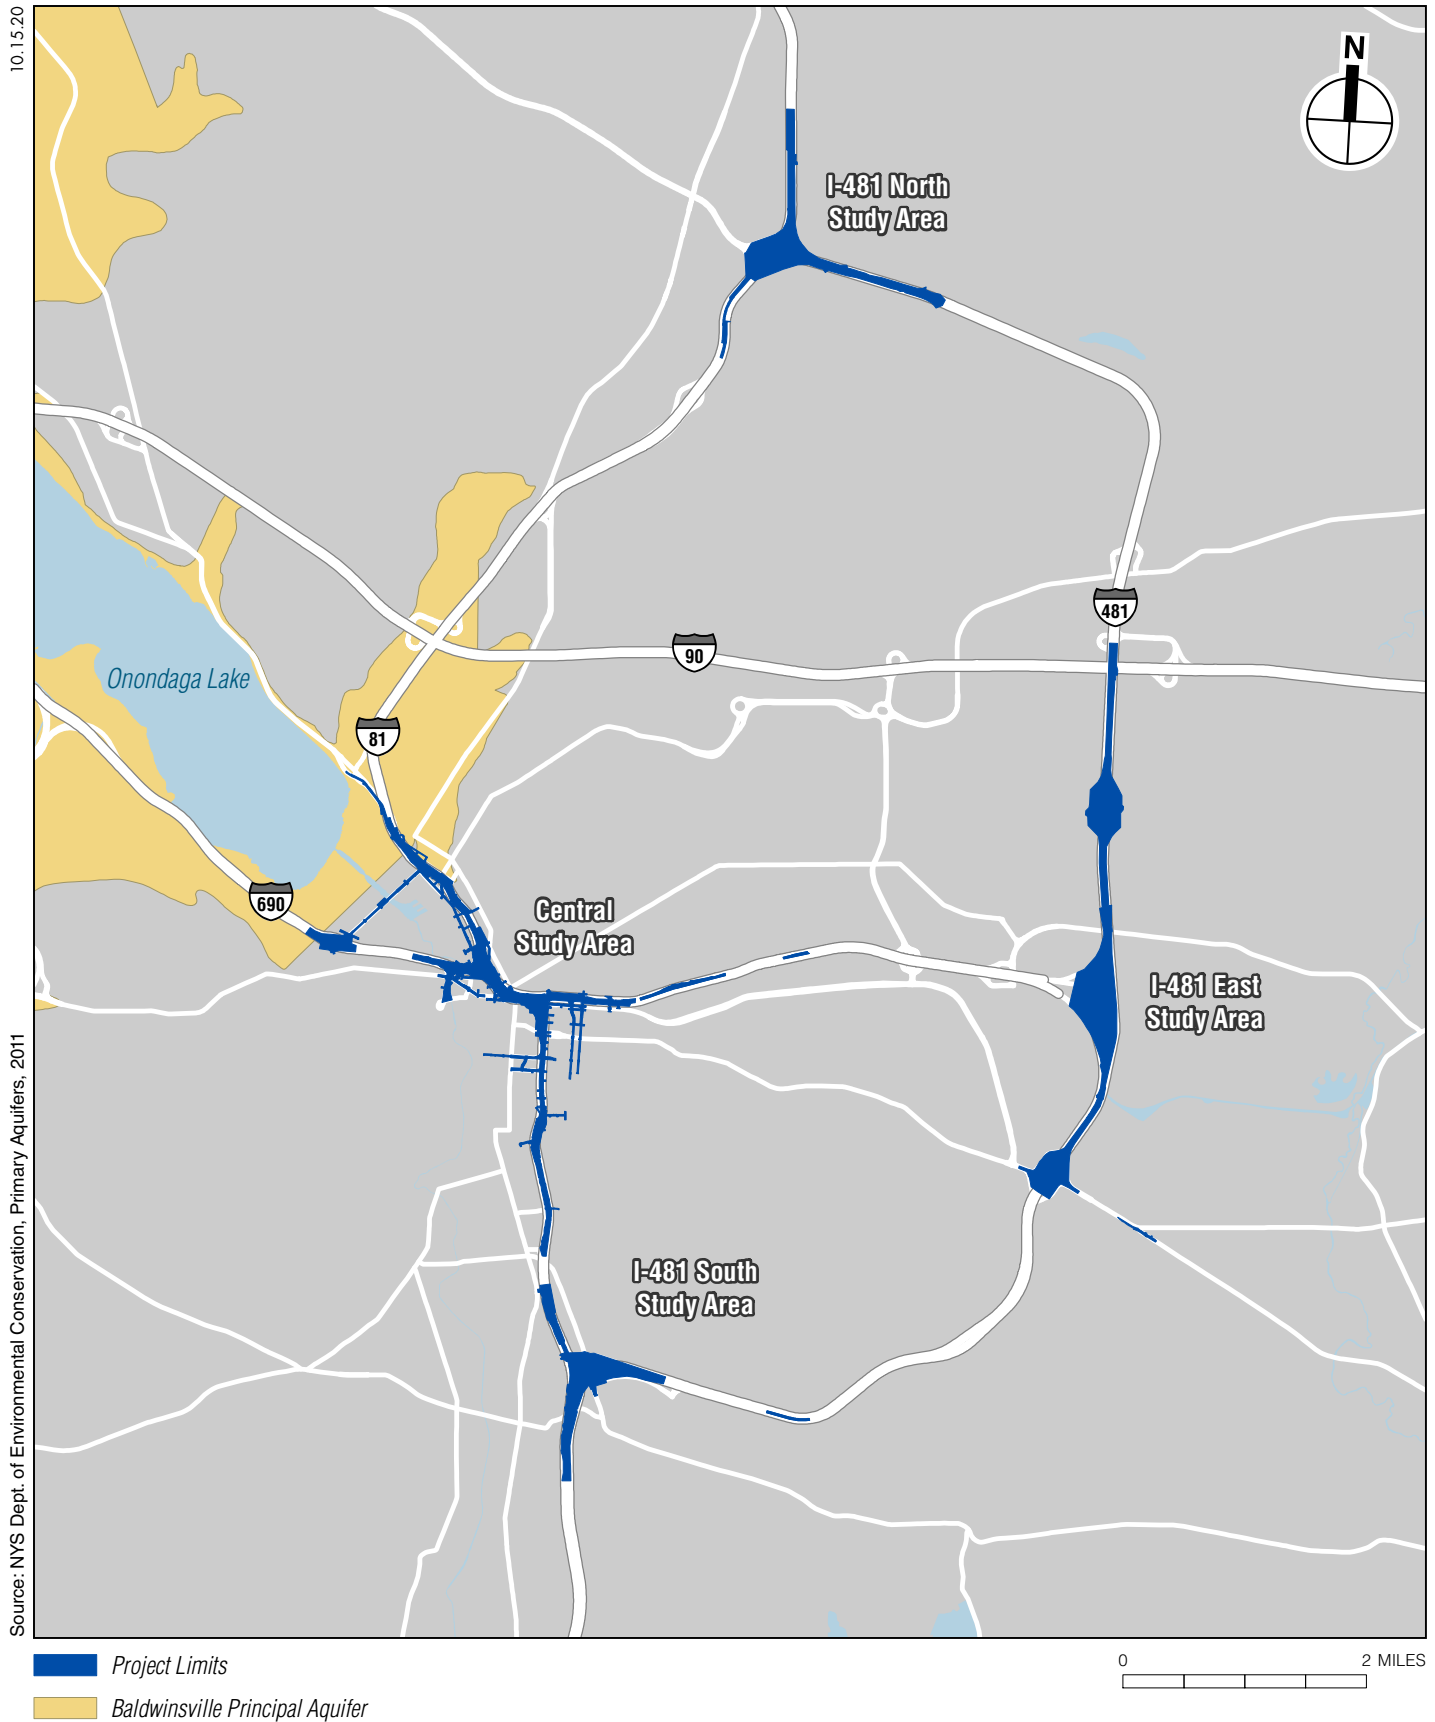 10.15.20
N
I-481 North
Study Area
481
90
Onondaga Lake
81
690
Central
Study Area
I-481 East
Study Area
I-481 South
Study Area
Source: NYS Dept. of Environmental Conservation, Primary Aquifers, 2011
Project Limits
Baldwinsville Principal Aquifer
0 2 MILES